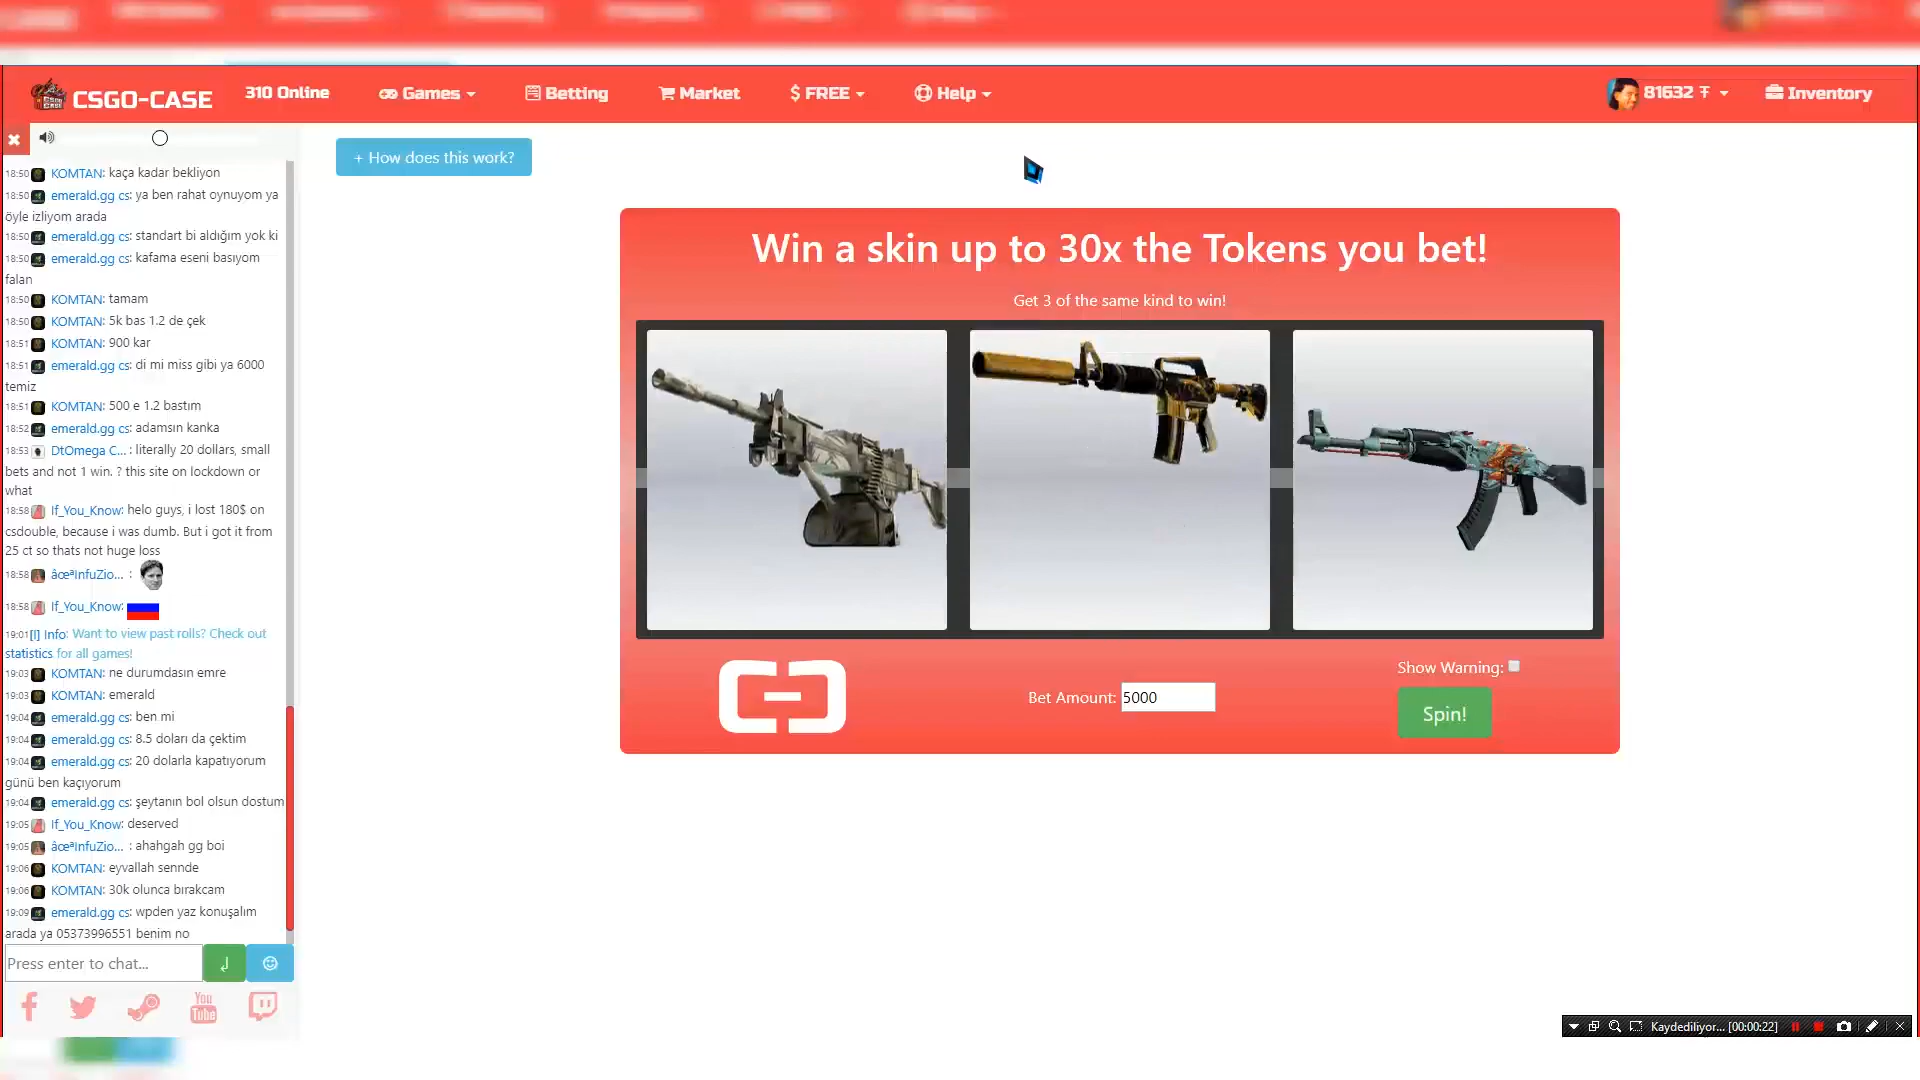 CSGO-CASE
310 Online
Games
Betting
Market
$ FREE
Help
81632
Inventory
+ How does this work?
18:50 KOMTAN: kaça kadar bekliyon
18:50 emerald.gg cs: ya ben rahat oynuyom ya
öyle izliyom arada
18:50 emerald.gg cs: standart bi aldığım yok ki
18:50 emerald.gg cs: kafama eseni basıyom
falan
18:50 KOMTAN: tamam
18:50 KOMTAN: 5k bas 1.2 de çek
18:51 KOMTAN: 900 kar
18:51 emerald.gg cs: di mi miss gibi ya 6000
temiz
18:51 KOMTAN: 500 e 1.2 bastım
18:52 emerald.gg cs: adamsın kanka
18:53 DtOmega C... : literally 20 dollars, small
bets and not 1 win. ? this site on lockdown or
what
18:58 If_You_Know: helo guys, i lost 180$ on
csdouble, because i was dumb. But i got it from
25 ct so thats not huge loss
18:58 âœªInfuZio... :
18:58 If_You_Know:
19:01 [I] Info: Want to view past rolls? Check out
statistics for all games!
19:03 KOMTAN: ne durumdasın emre
19:03 KOMTAN: emerald
19:04 emerald.gg cs: ben mi
19:04 emerald.gg cs: 8.5 doları da çektim
19:04 emerald.gg cs: 20 dolarla kapatıyorum
günü ben kaçıyorum
19:04 emerald.gg cs: şeytanın bol olsun dostum
19:05 If_You_Know: deserved
19:05 âœªInfuZio... : ahahgah gg boi
19:06 KOMTAN: eyvallah sennde
19:06 KOMTAN: 30k olunca bırakcam
19:09 emerald.gg cs: wpden yaz konuşalım
arada ya 05373996551 benim no
Press enter to chat...
You
Tube
Win a skin up to 30x the Tokens you bet!
Get 3 of the same kind to win!
Bet Amount: 5000
Show Warning:
Spin!
Kaydediliyor... [00:00:22]